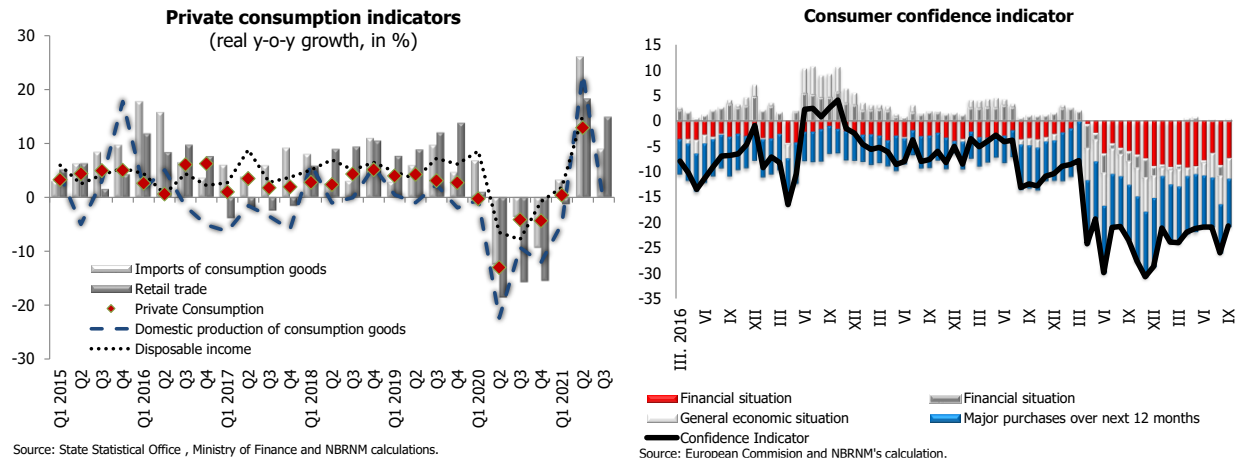 Private consumption indicators
(real y-o-y growth, in %)
30
20
10
0
-10
-20
-30
Imports of consumption goods
Retail trade
Private Consumption
Domestic production of consumption goods
Disposable income
Q1 2015
Q2
Q3
Q4
Q1 2016
Q2
Q3
Q4
Q1 2017
Q2
Q3
Q4
Q1 2018
Q2
Q3
Q4
Q1 2019
Q2
Q3
Q4
Q1 2020
Q2
Q3
Q4
Q1 2021
Q2
Q3
Source: State Statistical Office , Ministry of Finance and NBRNM calculations.
Consumer confidence indicator
15
10
5
0
-5
-10
-15
-20
-25
-30
-35
III. 2016
VI
IX
XII
III
VI
IX
XII
III
VI
IX
XII
III
VI
IX
XII
III
VI
IX
XII
III
VI
IX
Financial situation
Financial situation
General economic situation
Major purchases over next 12 months
Confidence Indicator
Source: European Commision and NBRNM's calculation.